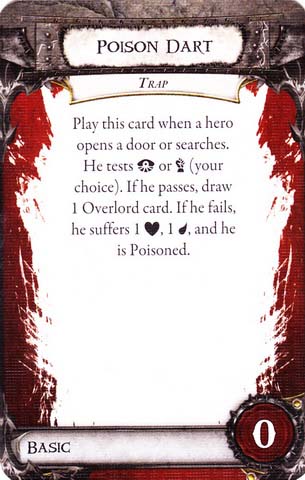 POISON DART
TRAP
Play this card when a hero
opens a door or searches.
He tests or (your
choice). If he passes, draw
1 Overlord card. If he fails,
he suffers 1 , 1 , and he
is Poisoned.
BASIC
0